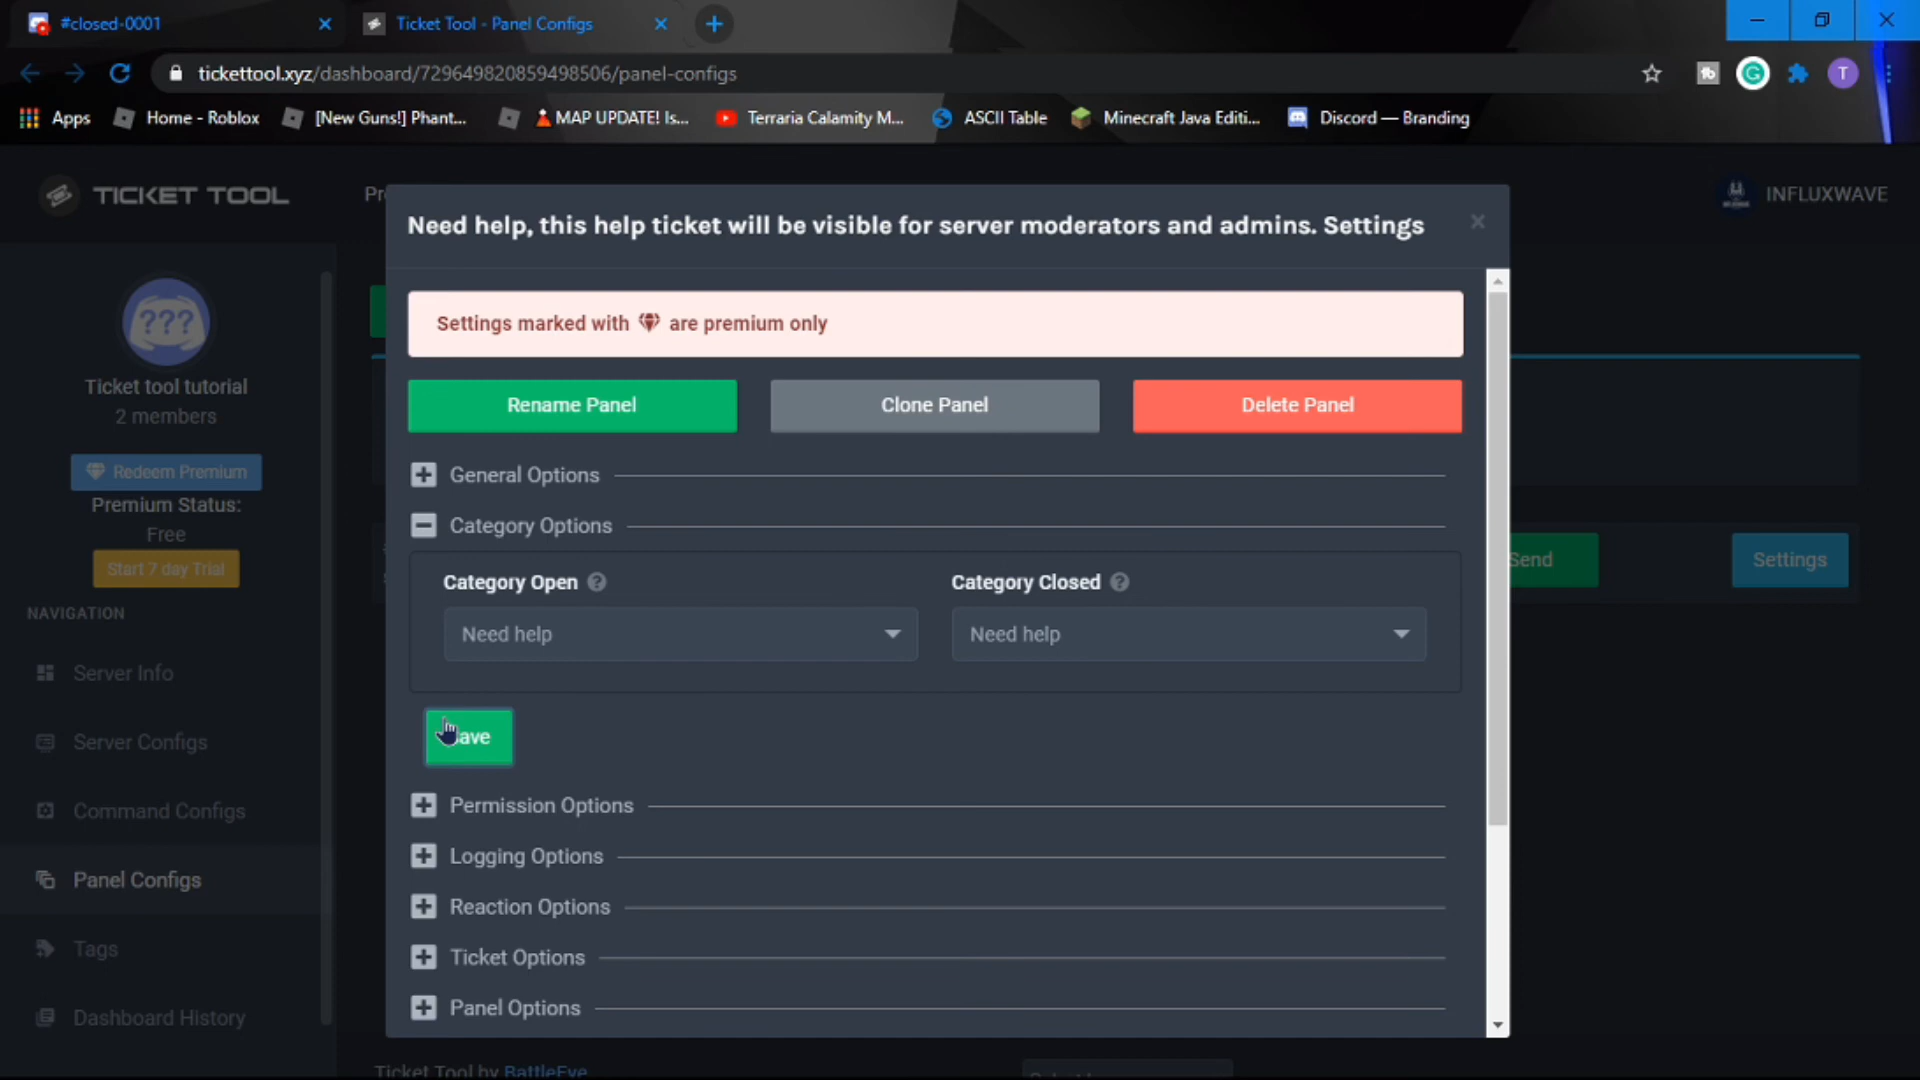 #closed-0001
Ticket Tool - Panel Configs
tickettool.xyz/dashboard/729649820859498506/panel-configs
T
Apps
Home - Roblox
[New Guns!] Phant...
MAP UPDATE! Is...
Terraria Calamity M...
ASCII Table
Minecraft Java Editi...
Discord — Branding
TICKET TOOL
INFLUXWAVE
Need help, this help ticket will be visible for server moderators and admins. Settings
Settings marked with are premium only
Rename Panel
Clone Panel
Delete Panel
General Options
Category Options
Category Open
Category Closed
Need help
Need help
Permission Options
Logging Options
Reaction Options
Ticket Options
Panel Options
???
Ticket tool tutorial
2 members
Redeem Premium
Premium Status:
Free
Start 7 day Trial
NAVIGATION
Server Info
Server Configs
Command Configs
Panel Configs
Tags
Dashboard History
Send
Settings
Ticket Tool by BattleEye